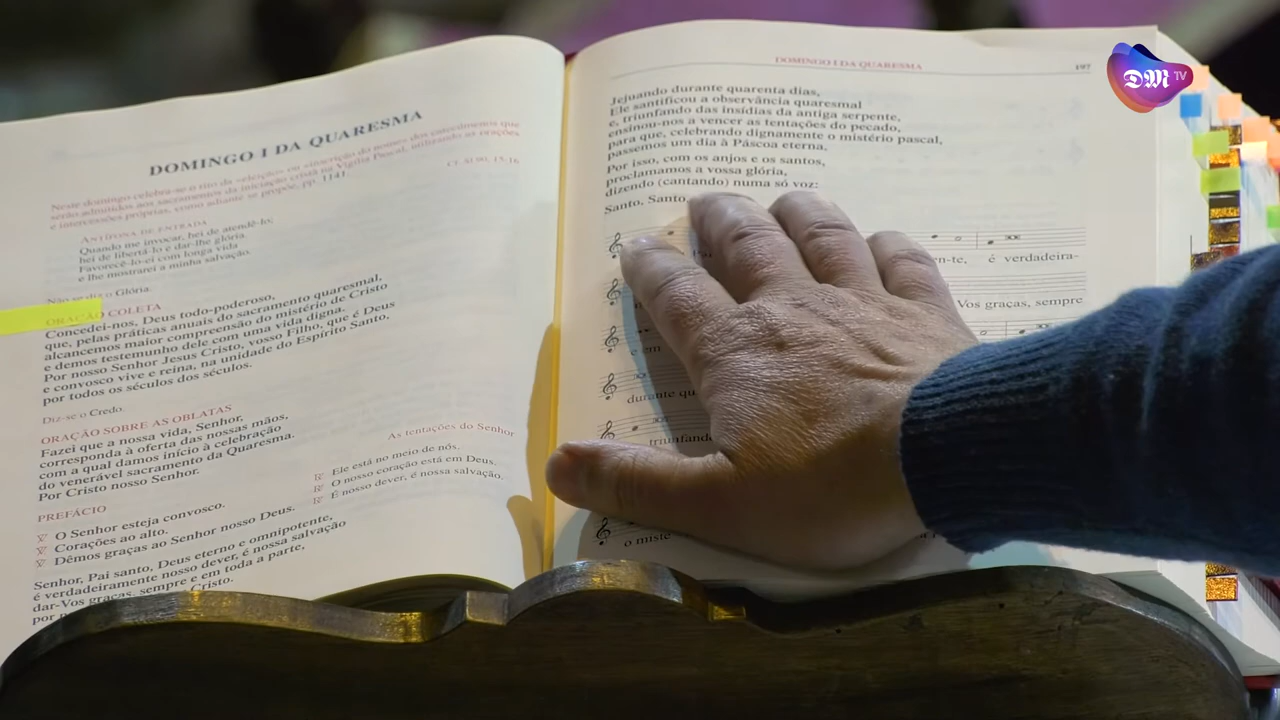 DOMINGO I DA QUARESMA
Neste domingo celebra-se o rito da «eleição» ou «inscrição do nome» dos catecúmenos que
serão admitidos aos sacramentos da iniciação cristã na Vigília Pascal, utilizando as orações
e intercessões próprias, como adiante se propõe, pp. 1141.
ANTÍFONA DE ENTRADA
Quando me invocar, hei de atendê-lo;
hei de libertá-lo e dar-lhe glória.
Favorecê-lo-ei com longa vida
e lhe mostrarei a minha salvação.
Não se diz o Glória.
ORAÇÃO COLETA
Concedei-nos, Deus todo-poderoso,
que, pelas práticas anuais do sacramento quaresmal,
alcancemos maior compreensão do mistério de Cristo
e demos testemunho dele com uma vida digna.
Por nosso Senhor Jesus Cristo, vosso Filho, que é Deus
e convosco vive e reina, na unidade do Espírito Santo,
por todos os séculos dos séculos.
Diz-se o Credo.
ORAÇÃO SOBRE AS OBLATAS
Fazei que a nossa vida, Senhor,
corresponda à oferta das nossas mãos,
com a qual damos início à celebração
do venerável sacramento da Quaresma.
Por Cristo nosso Senhor.
PREFÁCIO
As tentações do Senhor
O Senhor esteja convosco.
Ele está no meio de nós.
Corações ao alto.
O nosso coração está em Deus.
Dêmos graças ao Senhor nosso Deus.
É nosso dever, é nossa salvação.
Senhor, Pai santo, Deus eterno e omnipotente,
é verdadeiramente nosso dever, é nossa salvação
dar-Vos graças, sempre e em toda a parte,
Cristo.
DOMINGO I DA QUARESMA 197
Jejuando durante quarenta dias,
Ele santificou a observância quaresmal
e, triunfando das insídias da antiga serpente,
ensinou-nos a vencer as tentações do pecado,
para que, celebrando dignamente o mistério pascal,
passemos um dia à Páscoa eterna.
Por isso, com os anjos e os santos,
proclamamos a vossa glória,
dizendo (cantando) numa só voz:
Santo, Santo,
en-te, é verdadeira-
Vos graças, sempre
e em
durante qu
triunfand
o misté
DM TV